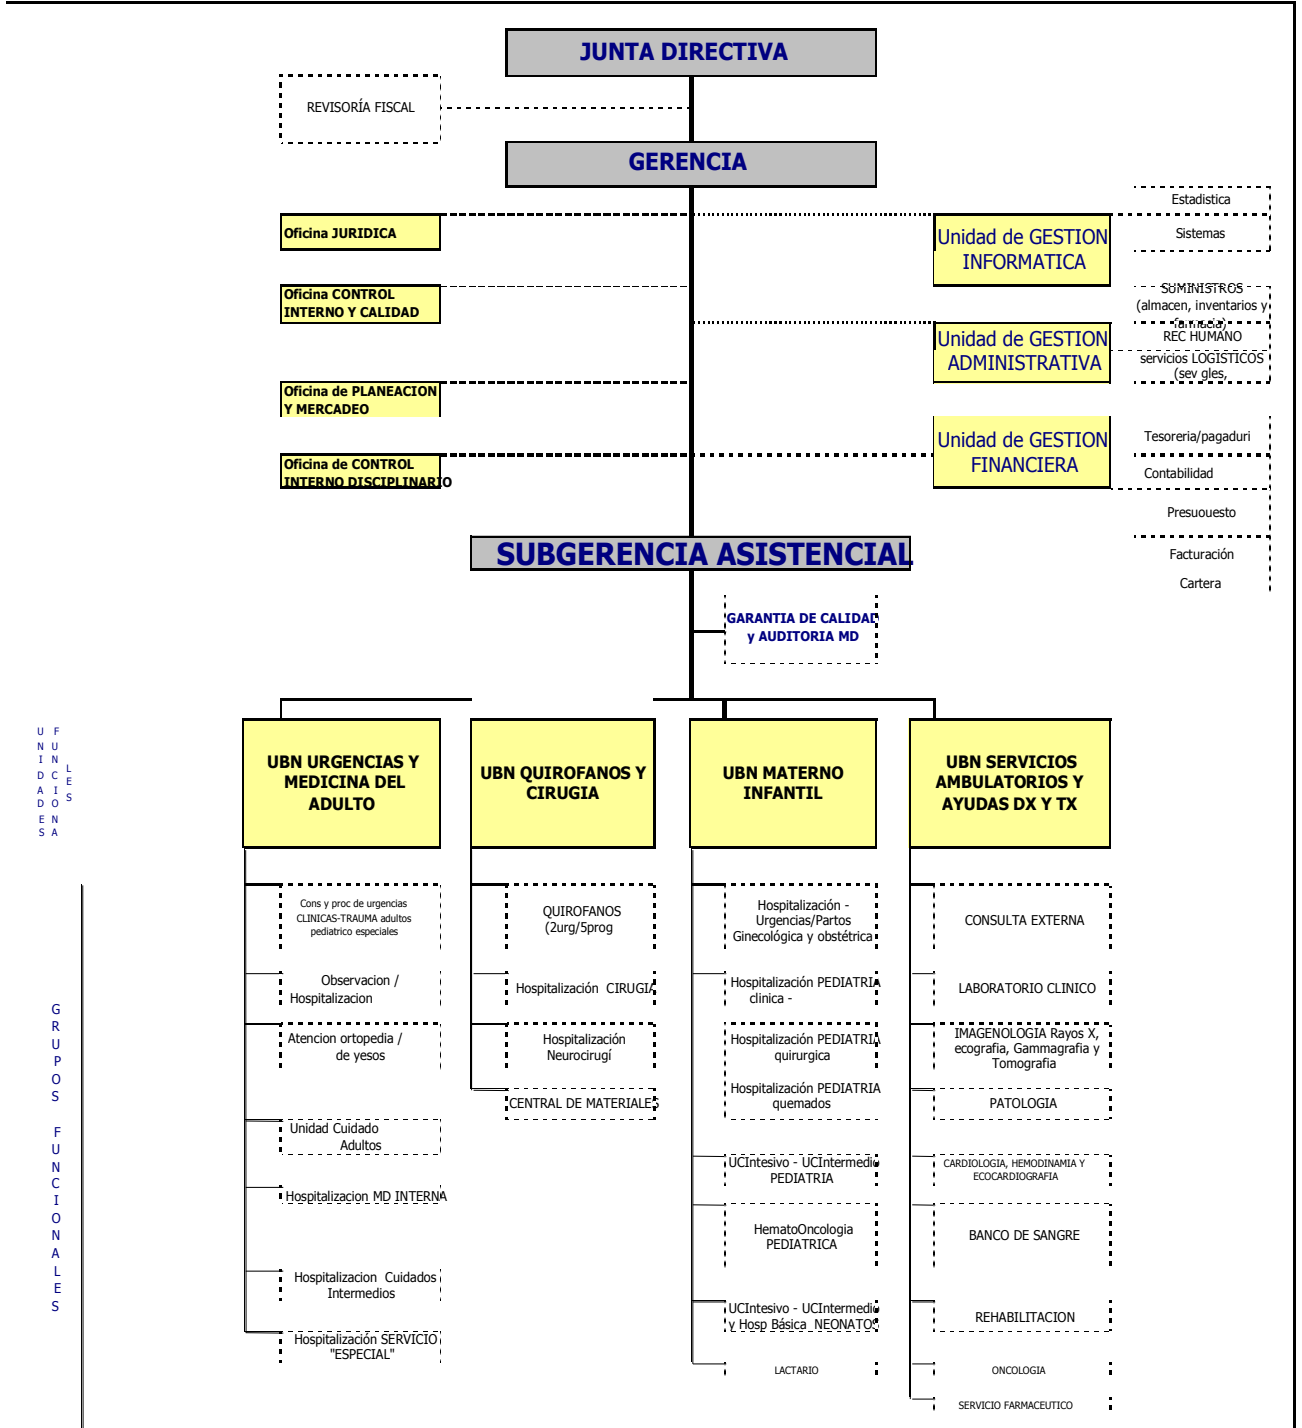 JUNTA DIRECTIVA
REVISORÍA FISCAL
GERENCIA
Oficina JURIDICA
Oficina CONTROL
INTERNO Y CALIDAD
Oficina de PLANEACION
Y MERCADEO
Oficina de CONTROL
INTERNO DISCIPLINARIO
Unidad de GESTION
INFORMATICA
Estadistica
Sistemas
Unidad de GESTION
ADMINISTRATIVA
SUMINISTROS
(almacen, inventarios y
farmacia)
REC HUMANO
servicios LOGÍSTICOS
(sev gles,
Unidad de GESTION
FINANCIERA
Tesoreria/pagaduri
Contabilidad
Presuouesto
Facturación
Cartera
SUBGERENCIA ASISTENCIAL
GARANTIA DE CALIDAD
y AUDITORIA MD
UNIDADES
FUNCIONA
LES
UBN URGENCIAS Y
MEDICINA DEL
ADULTO
UBN QUIROFANOS Y
CIRUGIA
UBN MATERNO
INFANTIL
UBN SERVICIOS
AMBULATORIOS Y
AYUDAS DX Y TX
GRUPOS FUNCIONALES
Cons y proc de urgencias
CLINICAS-TRAUMA adultos
pediatrico especiales
Observacion /
Hospitalizacion
Atencion ortopedia /
de yesos
Unidad Cuidado
Adultos
Hospitalizacion MD INTERNA
Hospitalizacion Cuidados
Intermedios
Hospitalización SERVICIO
"ESPECIAL"
QUIROFANOS
(2urg/5prog
Hospitalización CIRUGIA
Hospitalización
Neurocirugí
CENTRAL DE MATERIALES
Hospitalización -
Urgencias/Partos
Ginecológica y obstétrica
Hospitalización PEDIATRIA
clinica -
Hospitalización PEDIATRIA
quirurgica
Hospitalización PEDIATRIA
quemados
UCIntesivo - UCIntermedio
PEDIATRIA
HematoOncologia
PEDIATRICA
UCIntesivo - UCIntermedio
y Hosp Básica NEONATOS
LACTARIO
CONSULTA EXTERNA
LABORATORIO CLINICO
IMAGENOLOGIA Rayos X,
ecografia, Gammagrafia y
Tomografia
PATOLOGIA
CARDIOLOGIA, HEMODINAMIA Y
ECOCARDIOGRAFIA
BANCO DE SANGRE
REHABILITACION
ONCOLOGIA
SERVICIO FARMACEUTICO